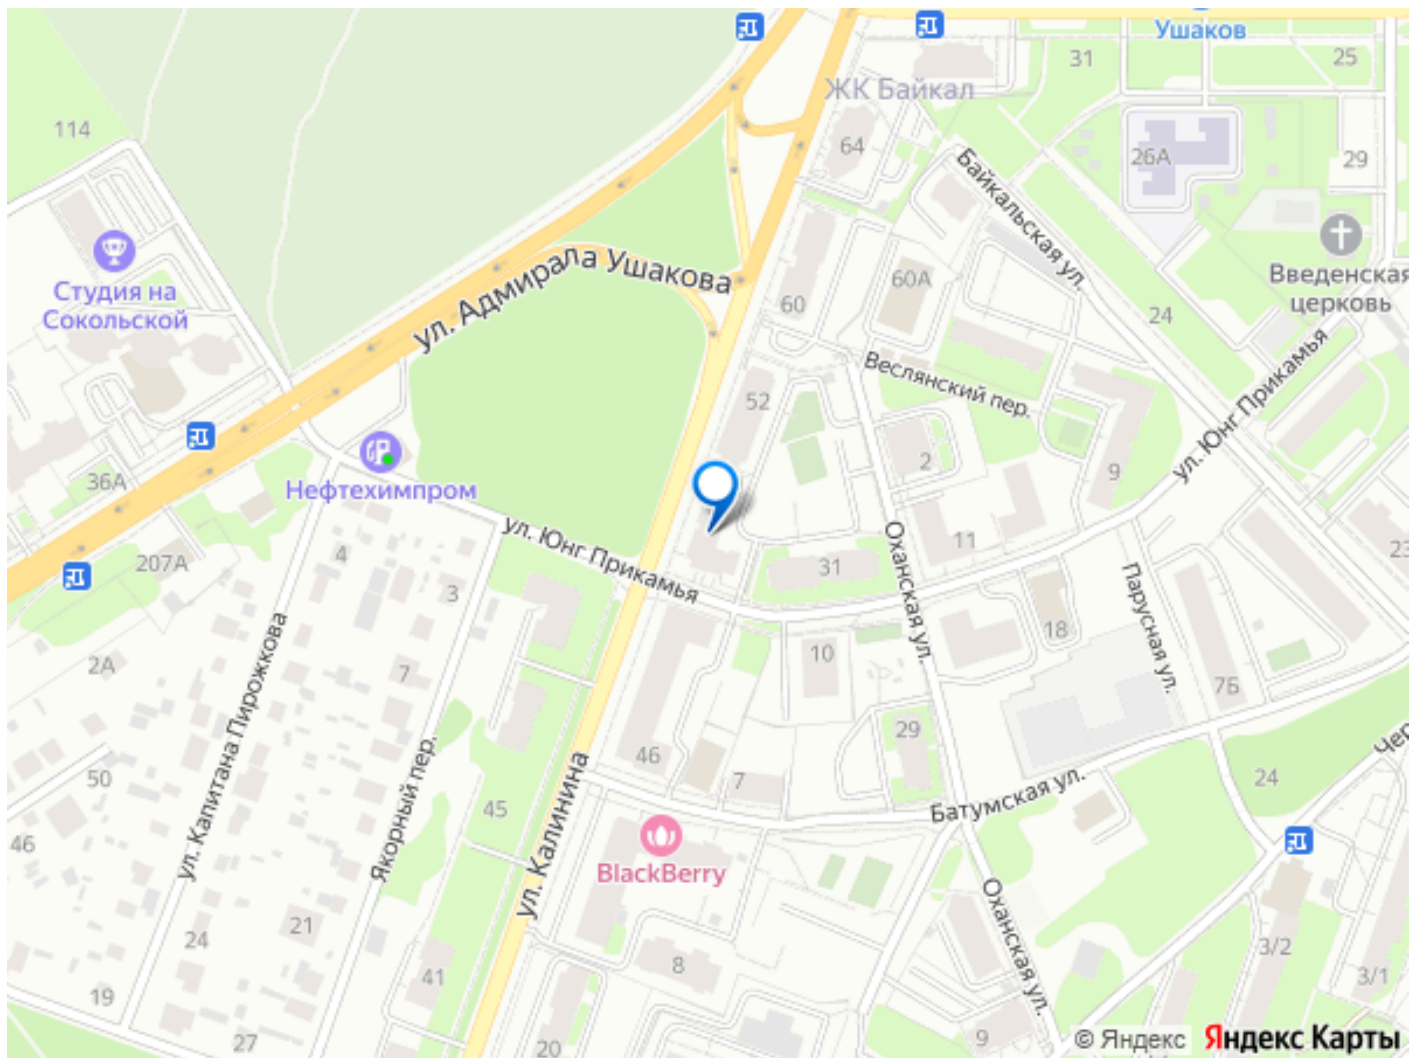 Ушаков
31
25
ЖК Байкал
114
64
26А
29
Байкальская ул.
Студия на
Сокольской
ул. Адмирала Ушакова
60
60А
Введенская
церковь
24
Веслянский пер.
52
ул. Юнг Прикамья
36А
Нефтехимпром
2
9
ул. Юнг Прикамья
207А
4
3
31
11
Оханская ул.
23
Парусная ул.
18
2А
7
10
7Б
ул. Капитана Пирожкова
Якорный пер.
50
46
29
24
Чер
46
45
7
Батумская ул.
ул. Калинина
BlackBerry
24
21
41
8
Оханская ул.
3/2
3/1
19
27
20
9
© Яндекс Яндекс Карты